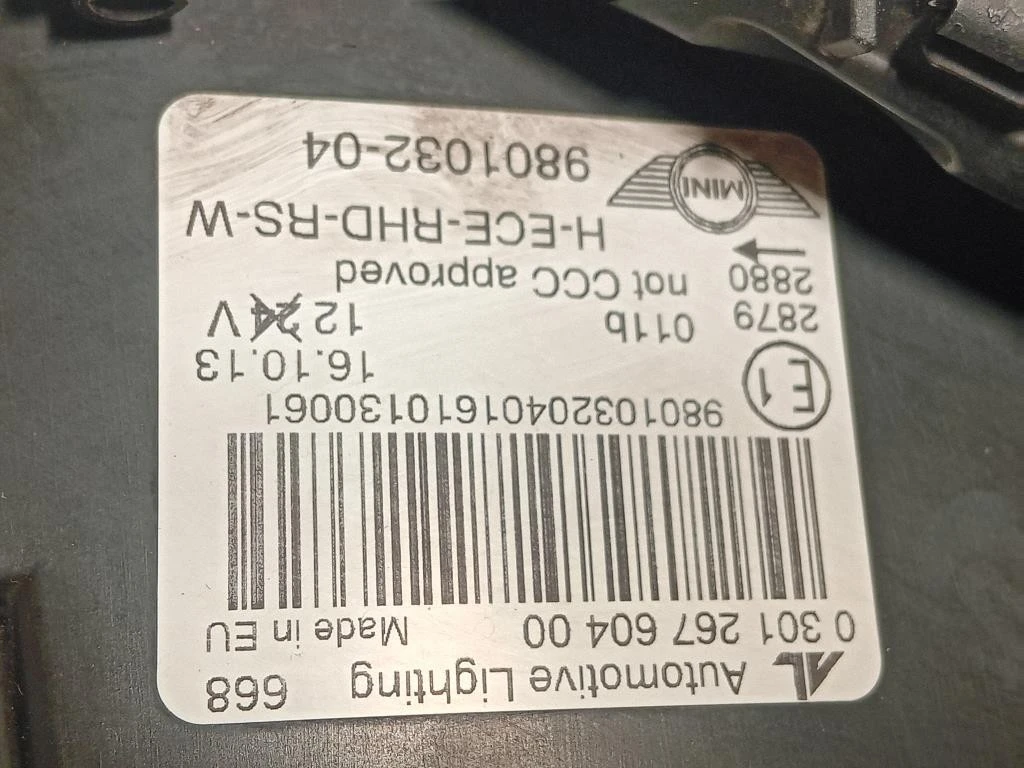 AL Automotive Lighting 668
0 301 267 604 00 Made in EU
98010320401610130061
E1 16.10.13
2879 011b 12 24 V
2880 not CCC approved
H-ECE-RHD-RS-W
MINI 9801032-04